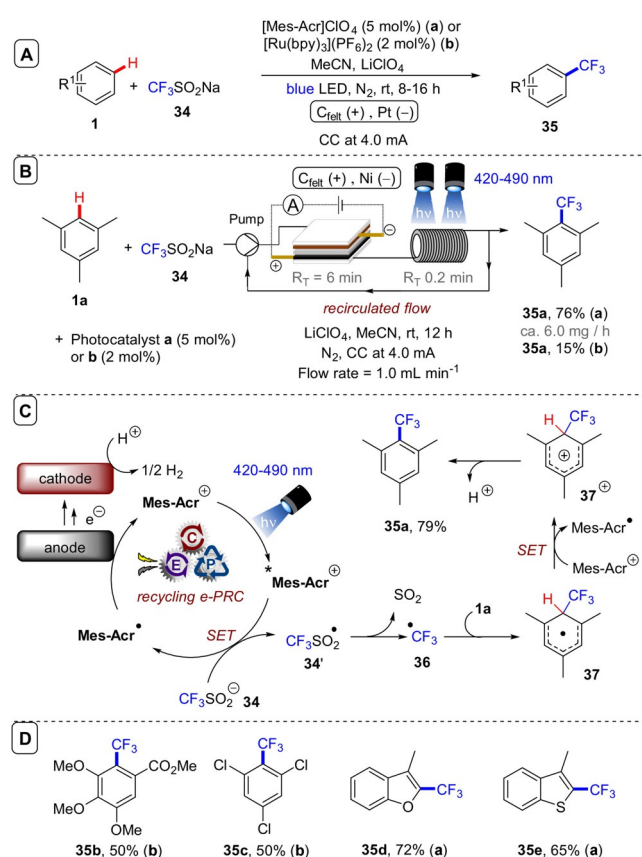 A
H
R¹
1
+
CF₃SO₂Na
34
[Mes-Acr]ClO₄ (5 mol%) (a) or
[Ru(bpy)₃](PF₆)₂ (2 mol%) (b)
MeCN, LiClO₄
blue LED, N₂, rt, 8-16 h
C_felt (+) , Pt (−)
CC at 4.0 mA
R¹
CF₃
35
B
H
1a
+
CF₃SO₂Na
34
+ Photocatalyst a (5 mol%)
or b (2 mol%)
C_felt (+) , Ni (−)
420-490 nm
Pump
A
hν hν
R_T = 6 min
R_T 0.2 min
recirculated flow
LiClO₄, MeCN, rt, 12 h
N₂, CC at 4.0 mA
Flow rate = 1.0 mL min⁻¹
CF₃
35a, 76% (a)
ca. 6.0 mg / h
35a, 15% (b)
C
H⊕
cathode
1/2 H₂
e⊖
anode
Mes-Acr⊕
420-490 nm
hν
C
E
P
recycling e-PRC
*Mes-Acr⊕
Mes-Acr•
SET
CF₃SO₂⊖ 34
CF₃SO₂•
34'
SO₂
•CF₃
36
1a
H CF₃
37
SET
Mes-Acr•
Mes-Acr⊕
H CF₃
37⊕
H⊕
CF₃
35a, 79%
D
CF₃
MeO
CO₂Me
MeO
OMe
35b, 50% (b)
CF₃
Cl
Cl
Cl
35c, 50% (b)
O
CF₃
35d, 72% (a)
S
CF₃
35e, 65% (a)